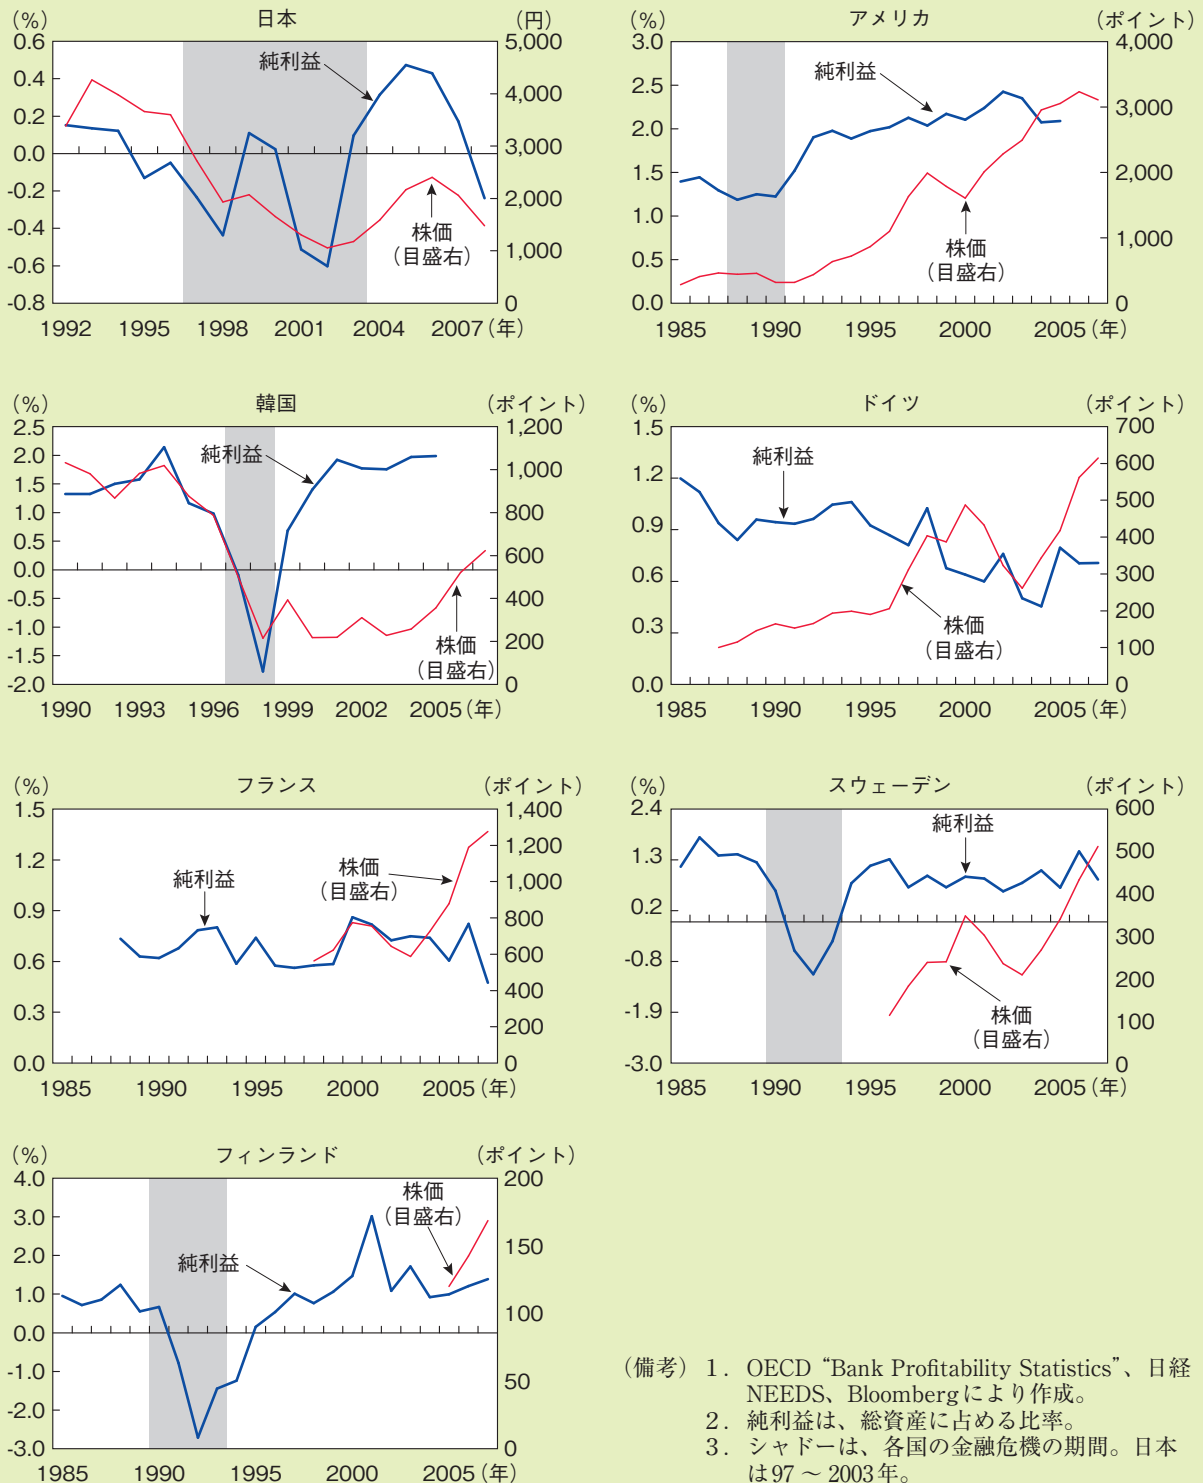 (%)
日本
(円)
0.6
0.4
0.2
0.0
-0.2
-0.4
-0.6
-0.8
5,000
4,000
3,000
2,000
1,000
0
純利益
株価
(目盛右)
1992 1995 1998 2001 2004 2007(年)
(%)
アメリカ
(ポイント)
3.0
2.5
2.0
1.5
1.0
0.5
0.0
4,000
3,000
2,000
1,000
0
純利益
株価
(目盛右)
1985 1990 1995 2000 2005(年)
(%)
韓国
(ポイント)
2.5
2.0
1.5
1.0
0.5
0.0
-0.5
-1.0
-1.5
-2.0
1,200
1,000
800
600
400
200
0
純利益
株価
(目盛右)
1990 1993 1996 1999 2002 2005(年)
(%)
ドイツ
(ポイント)
1.5
1.2
0.9
0.6
0.3
0.0
700
600
500
400
300
200
100
0
純利益
株価
(目盛右)
1985 1990 1995 2000 2005(年)
(%)
フランス
(ポイント)
1.5
1.2
0.9
0.6
0.3
0.0
1,400
1,200
1,000
800
600
400
200
0
純利益
株価
(目盛右)
1985 1990 1995 2000 2005(年)
(%)
スウェーデン
(ポイント)
2.4
1.3
0.2
-0.8
-1.9
-3.0
600
500
400
300
200
100
0
純利益
株価
(目盛右)
1985 1990 1995 2000 2005(年)
(%)
フィンランド
(ポイント)
4.0
3.0
2.0
1.0
0.0
-1.0
-2.0
-3.0
200
150
100
50
0
純利益
株価
(目盛右)
1985 1990 1995 2000 2005(年)
(備考)1. OECD “Bank Profitability Statistics”、日経
NEEDS、Bloombergにより作成。
2. 純利益は、総資産に占める比率。
3. シャドーは、各国の金融危機の期間。日本
は97～2003年。